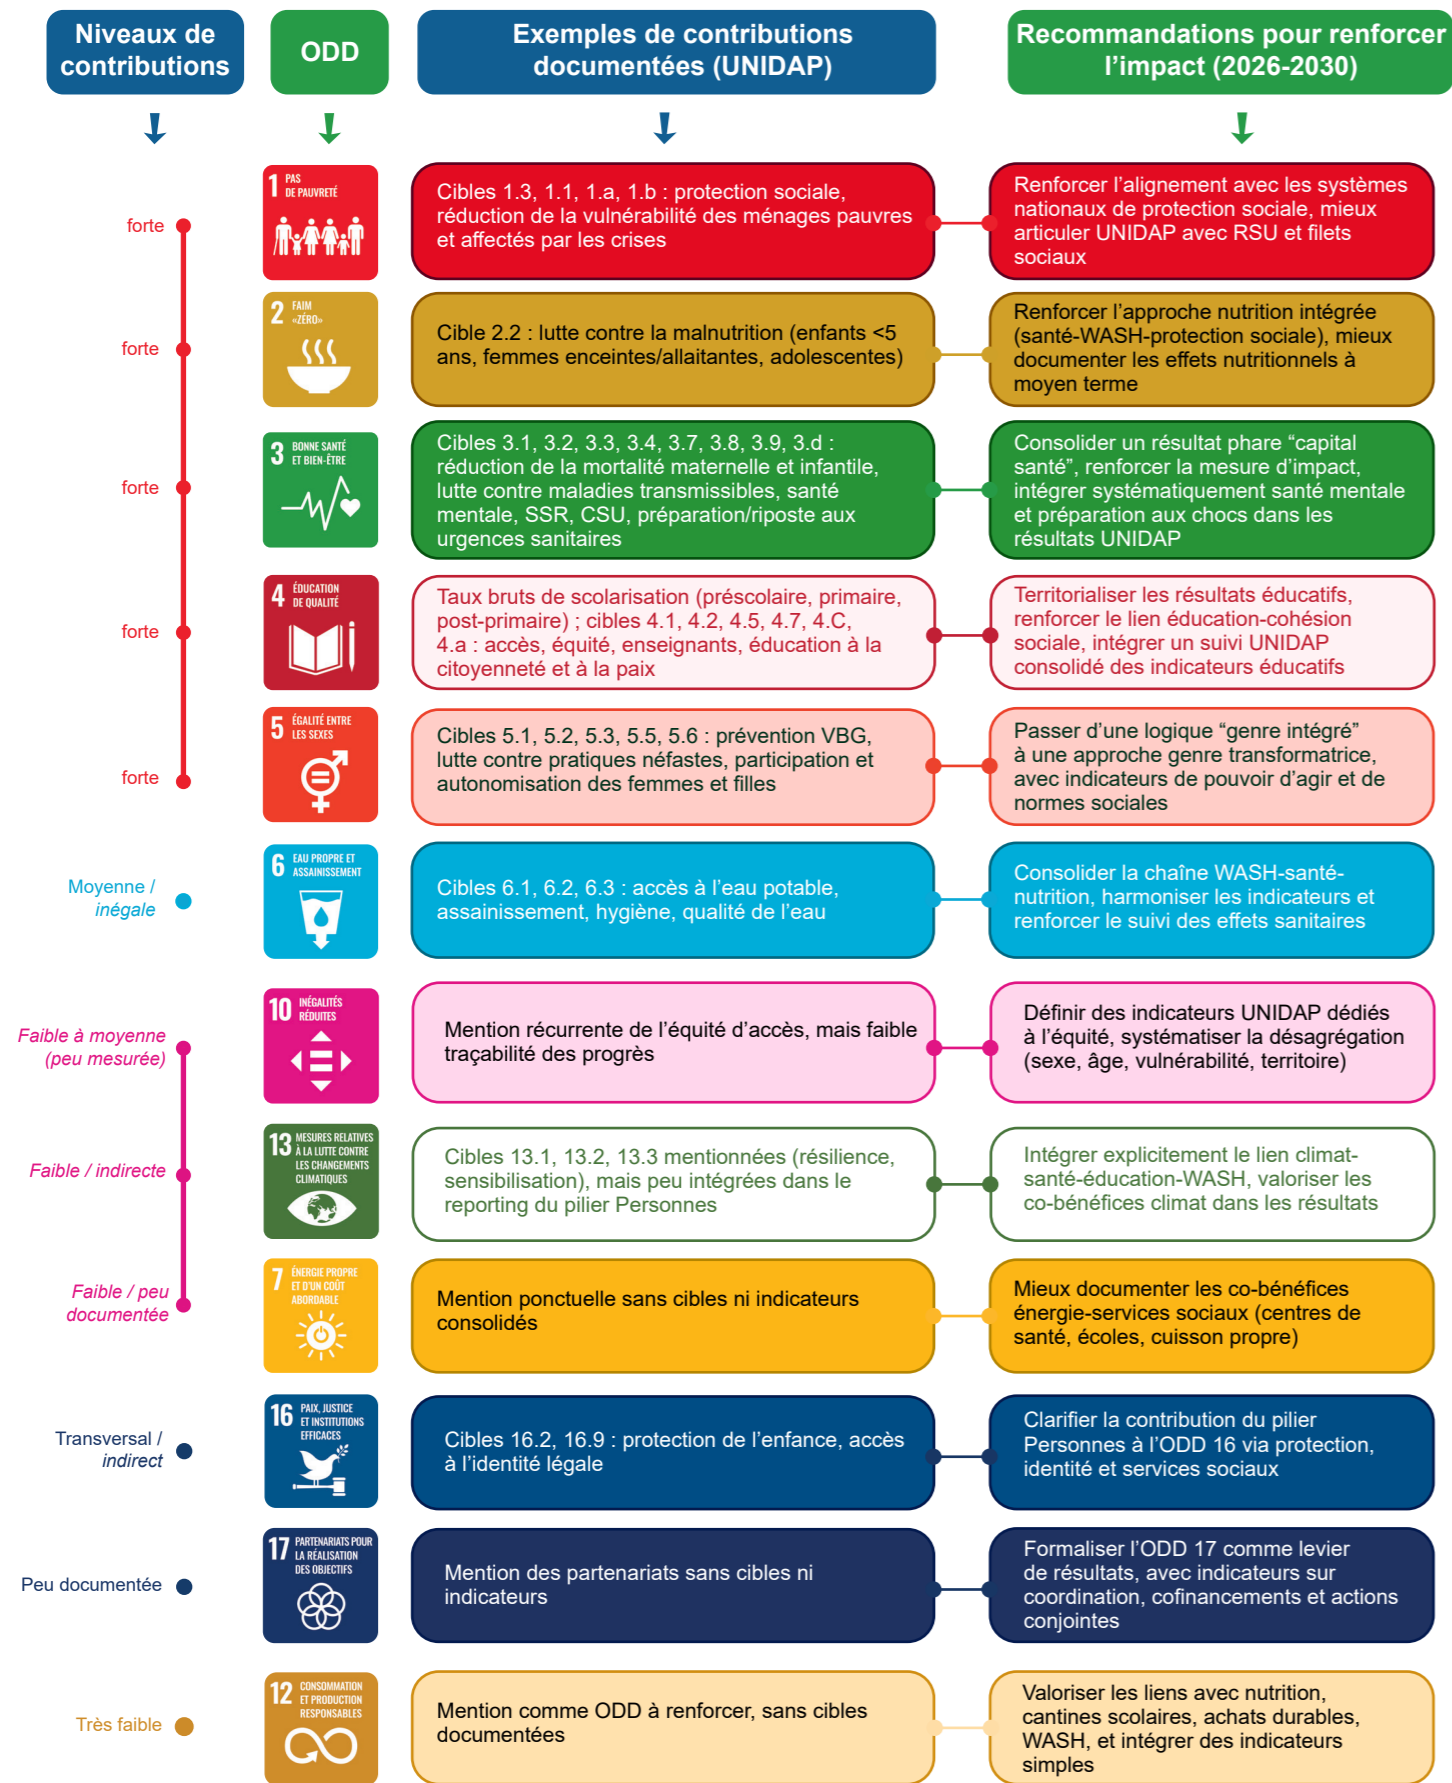 Niveaux de
contributions
ODD
Exemples de contributions
documentées (UNIDAP)
Recommandations pour renforcer
l’impact (2026-2030)
forte
1 PAS
DE PAUVRETÉ
Cibles 1.3, 1.1, 1.a, 1.b : protection sociale,
réduction de la vulnérabilité des ménages pauvres
et affectés par les crises
Renforcer l’alignement avec les systèmes
nationaux de protection sociale, mieux
articuler UNIDAP avec RSU et filets
sociaux
forte
2 FAIM
«ZÉRO»
Cible 2.2 : lutte contre la malnutrition (enfants <5
ans, femmes enceintes/allaitantes, adolescentes)
Renforcer l’approche nutrition intégrée
(santé-WASH-protection sociale), mieux
documenter les effets nutritionnels à
moyen terme
forte
3 BONNE SANTÉ
ET BIEN-ÊTRE
Cibles 3.1, 3.2, 3.3, 3.4, 3.7, 3.8, 3.9, 3.d :
réduction de la mortalité maternelle et infantile,
lutte contre maladies transmissibles, santé
mentale, SSR, CSU, préparation/riposte aux
urgences sanitaires
Consolider un résultat phare “capital
santé”, renforcer la mesure d’impact,
intégrer systématiquement santé mentale
et préparation aux chocs dans les
résultats UNIDAP
forte
4 ÉDUCATION
DE QUALITÉ
Taux bruts de scolarisation (préscolaire, primaire,
post-primaire) ; cibles 4.1, 4.2, 4.5, 4.7, 4.C,
4.a : accès, équité, enseignants, éducation à la
citoyenneté et à la paix
Territorialiser les résultats éducatifs,
renforcer le lien éducation-cohésion
sociale, intégrer un suivi UNIDAP
consolidé des indicateurs éducatifs
forte
5 ÉGALITÉ ENTRE
LES SEXES
Cibles 5.1, 5.2, 5.3, 5.5, 5.6 : prévention VBG,
lutte contre pratiques néfastes, participation et
autonomisation des femmes et filles
Passer d’une logique “genre intégré”
à une approche genre transformatrice,
avec indicateurs de pouvoir d’agir et de
normes sociales
Moyenne /
inégale
6 EAU PROPRE ET
ASSAINISSEMENT
Cibles 6.1, 6.2, 6.3 : accès à l’eau potable,
assainissement, hygiène, qualité de l’eau
Consolider la chaîne WASH-santé-
nutrition, harmoniser les indicateurs et
renforcer le suivi des effets sanitaires
Faible à moyenne
(peu mesurée)
10 INÉGALITÉS
RÉDUITES
Mention récurrente de l’équité d’accès, mais faible
traçabilité des progrès
Définir des indicateurs UNIDAP dédiés
à l’équité, systématiser la désagrégation
(sexe, âge, vulnérabilité, territoire)
Faible / indirecte
13 MESURES RELATIVES
À LA LUTTE CONTRE
LES CHANGEMENTS
CLIMATIQUES
Cibles 13.1, 13.2, 13.3 mentionnées (résilience,
sensibilisation), mais peu intégrées dans le
reporting du pilier Personnes
Intégrer explicitement le lien climat-
santé-éducation-WASH, valoriser les
co-bénéfices climat dans les résultats
Faible / peu
documentée
7 ÉNERGIE PROPRE
ET D’UN COÛT
ABORDABLE
Mention ponctuelle sans cibles ni indicateurs
consolidés
Mieux documenter les co-bénéfices
énergie-services sociaux (centres de
santé, écoles, cuisson propre)
Transversal /
indirect
16 PAIX, JUSTICE
ET INSTITUTIONS
EFFICACES
Cibles 16.2, 16.9 : protection de l’enfance, accès
à l’identité légale
Clarifier la contribution du pilier
Personnes à l’ODD 16 via protection,
identité et services sociaux
Peu documentée
17 PARTENARIATS POUR
LA RÉALISATION
DES OBJECTIFS
Mention des partenariats sans cibles ni
indicateurs
Formaliser l’ODD 17 comme levier
de résultats, avec indicateurs sur
coordination, cofinancements et actions
conjointes
Très faible
12 CONSOMMATION
ET PRODUCTION
RESPONSABLES
Mention comme ODD à renforcer, sans cibles
documentées
Valoriser les liens avec nutrition,
cantines scolaires, achats durables,
WASH, et intégrer des indicateurs
simples